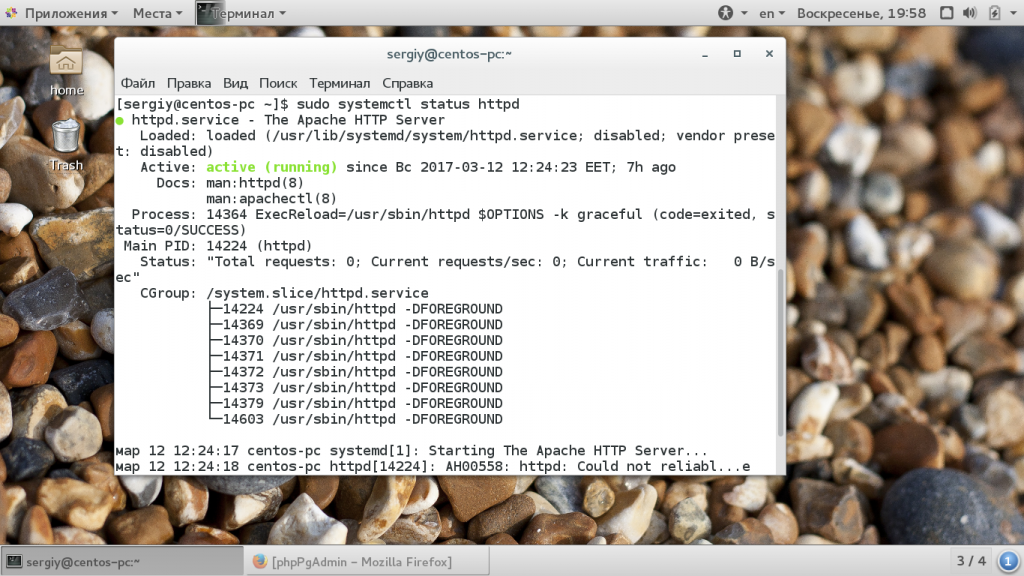 Приложения Места Терминал en Воскресенье, 19:58
home
Trash
sergiy@centos-pc:~
Файл Правка Вид Поиск Терминал Справка
[sergiy@centos-pc ~]$ sudo systemctl status httpd
● httpd.service - The Apache HTTP Server
Loaded: loaded (/usr/lib/systemd/system/httpd.service; disabled; vendor prese
t: disabled)
Active: active (running) since Вс 2017-03-12 12:24:23 EET; 7h ago
Docs: man:httpd(8)
man:apachectl(8)
Process: 14364 ExecReload=/usr/sbin/httpd $OPTIONS -k graceful (code=exited, s
tatus=0/SUCCESS)
Main PID: 14224 (httpd)
Status: "Total requests: 0; Current requests/sec: 0; Current traffic:   0 B/s
ec"
CGroup: /system.slice/httpd.service
├─14224 /usr/sbin/httpd -DFOREGROUND
├─14369 /usr/sbin/httpd -DFOREGROUND
├─14370 /usr/sbin/httpd -DFOREGROUND
├─14371 /usr/sbin/httpd -DFOREGROUND
├─14372 /usr/sbin/httpd -DFOREGROUND
├─14373 /usr/sbin/httpd -DFOREGROUND
├─14379 /usr/sbin/httpd -DFOREGROUND
└─14603 /usr/sbin/httpd -DFOREGROUND
мар 12 12:24:17 centos-pc systemd[1]: Starting The Apache HTTP Server...
мар 12 12:24:18 centos-pc httpd[14224]: AH00558: httpd: Could not reliabl...e
sergiy@centos-pc:~ [phpPgAdmin - Mozilla Firefox] 3 / 4 1